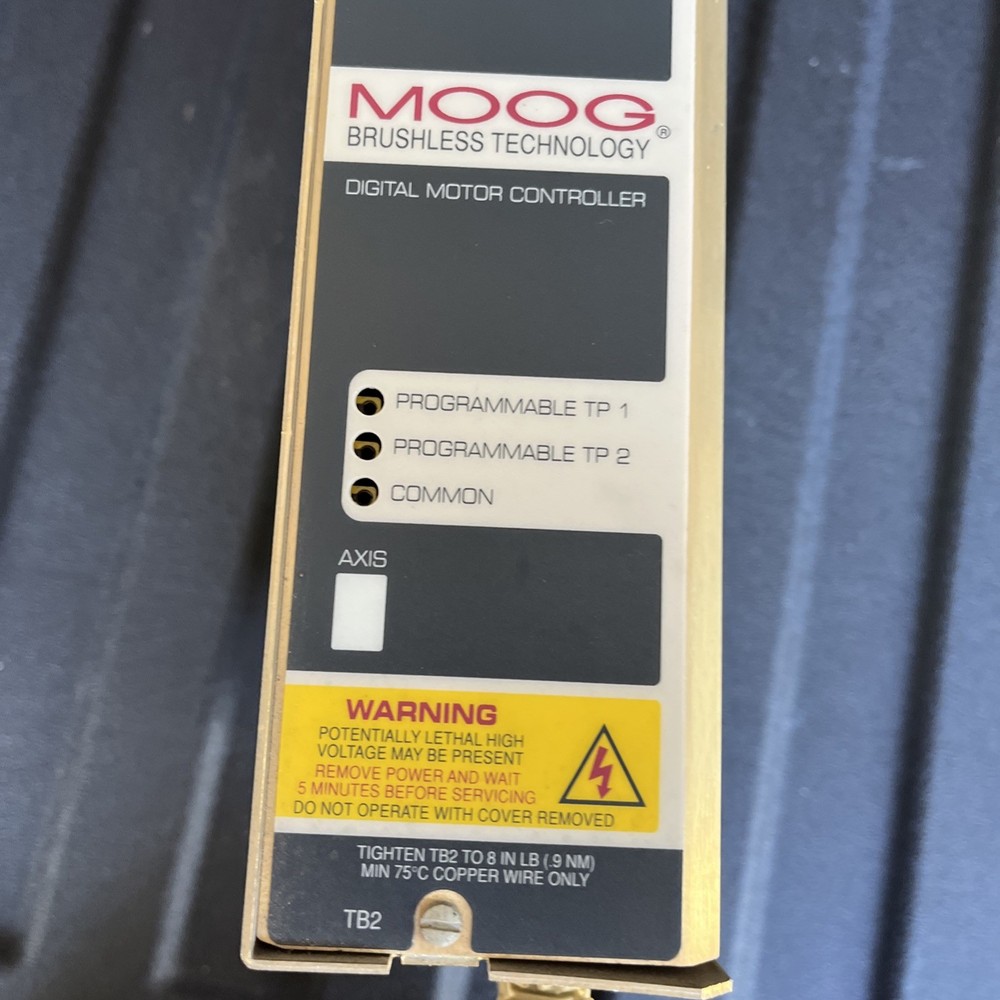 MOOG
BRUSHLESS TECHNOLOGY®
DIGITAL MOTOR CONTROLLER
PROGRAMMABLE TP 1
PROGRAMMABLE TP 2
COMMON
AXIS
WARNING
POTENTIALLY LETHAL HIGH
VOLTAGE MAY BE PRESENT
REMOVE POWER AND WAIT
5 MINUTES BEFORE SERVICING
DO NOT OPERATE WITH COVER REMOVED
TIGHTEN TB2 TO 8 IN LB (.9 NM)
MIN 75°C COPPER WIRE ONLY
TB2